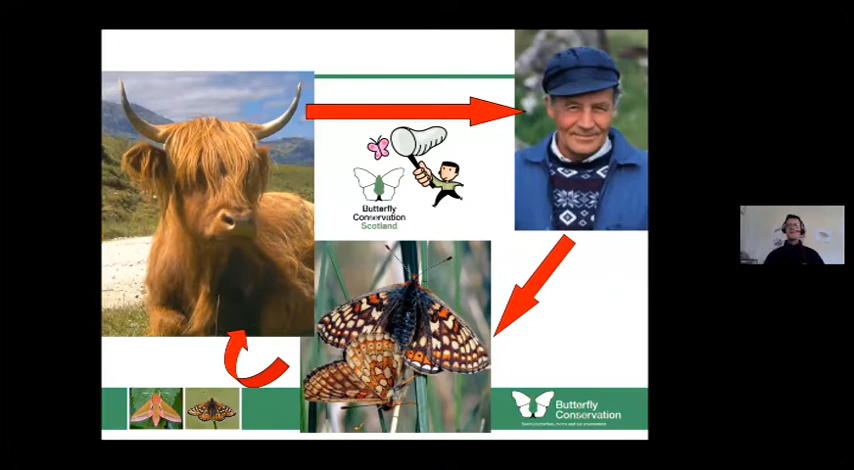 Butterfly
Conservation
Scotland
Butterfly
Conservation
Saving butterflies, moths and our environment